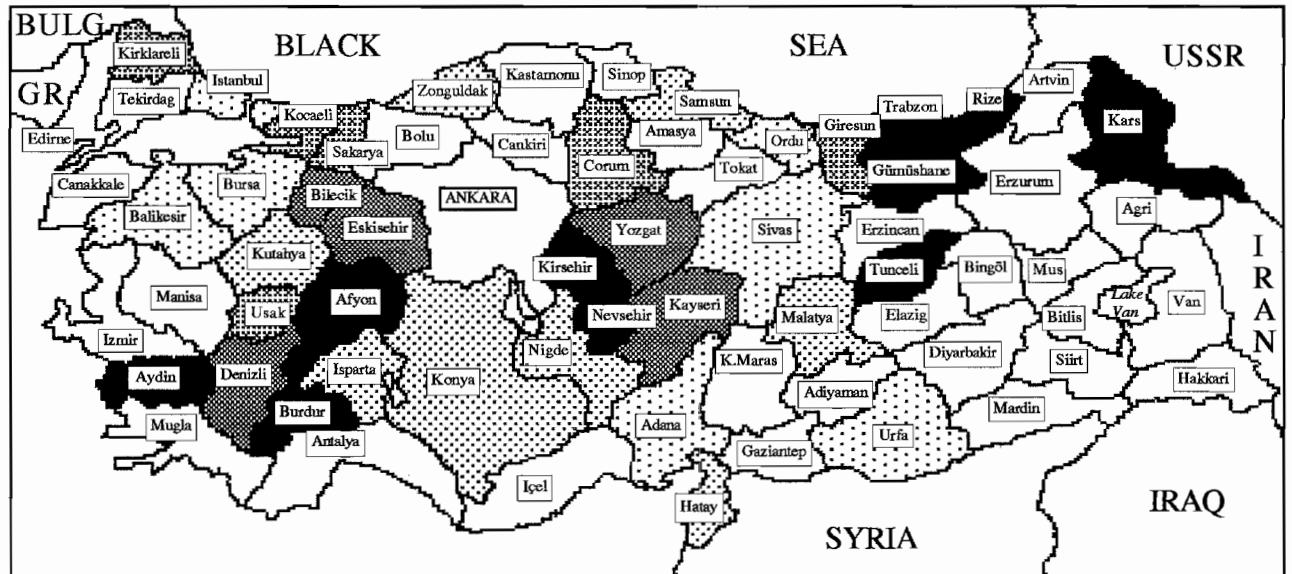 BULG
BLACK
SEA
USSR
GR
Kirklareli
Istanbul
Tekirdag
Edirne
Zonguldak
Kastamonu
Sinop
Samsun
Trabzon
Rize
Artvin
Kars
Kocaeli
Sakarya
Bolu
Cankiri
Corum
Amasya
Tokat
Ordu
Giresun
Gümüshane
Erzurum
Canakkale
Bursa
Bilecik
ANKARA
Balikesir
Eskisehir
Yozgat
Sivas
Erzincan
Agri
Kutahya
Kirsehir
Tunceli
Bingöl
Mus
IRAN
Manisa
Usak
Afyon
Nevsehir
Kayseri
Malatya
Elazig
Bitlis
Lake
Van
Van
Izmir
Aydin
Denizli
Isparta
Konya
Nigde
K.Maras
Diyarbakir
Siirt
Hakkari
Mugla
Burdur
Antalya
Adana
Adiyaman
Mardin
Gaziantep
Urfa
Içel
Hatay
SYRIA
IRAQ